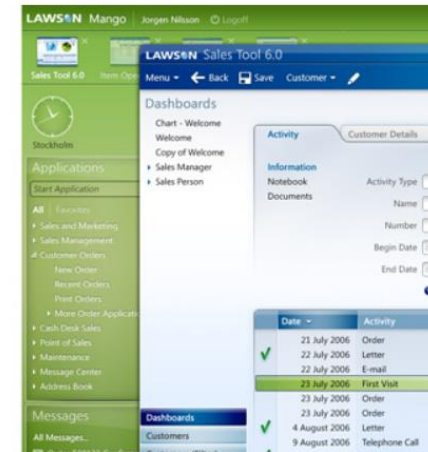 LAWSON Mango Jorgen Nilsson Logoff
LAWSON Sales Tool 6.0
Sales Tool 6.0 Item Ope
Menu Back Save Customer
Dashboards
Chart - Welcome
Welcome
Copy of Welcome
Sales Manager
Sales Person
Stockholm
Activity Customer Details
Information
Notebook
Documents
Activity Type
Name
Number
Begin Date
End Date
Applications
Start Application
All Favorites
Sales and Marketing
Sales Management
Customer Orders
New Order
Recent Orders
Print Orders
More Order Applicatio
Cash Desk Sales
Point of Sales
Maintenance
Message Center
Address Book
Date Activity
21 July 2006 Order
22 July 2006 Letter
22 July 2006 E-mail
23 July 2006 First Visit
23 July 2006 Order
23 July 2006 Order
4 August 2006 Letter
9 August 2006 Telephone Call
Messages
All Messages...
Dashboards
Customers